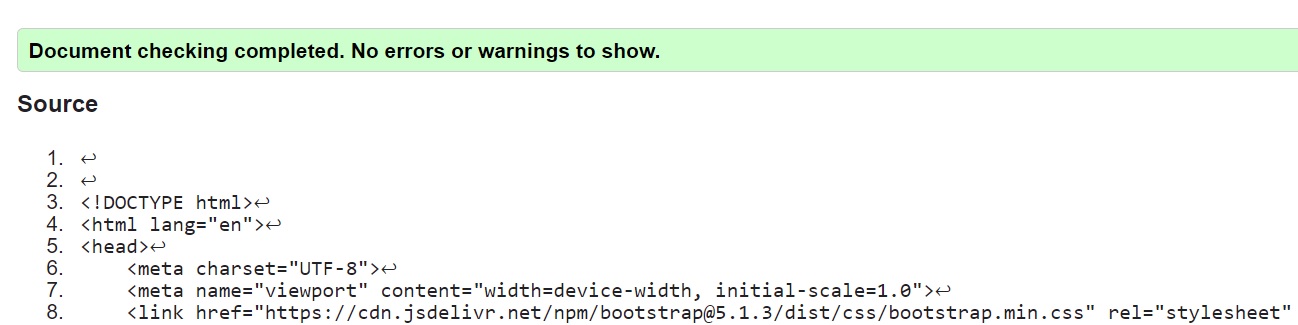 Document checking completed. No errors or warnings to show.
Source
1. ↩
2. ↩
3. <!DOCTYPE html>↩
4. <html lang="en">↩
5. <head>↩
6.     <meta charset="UTF-8">↩
7.     <meta name="viewport" content="width=device-width, initial-scale=1.0">↩
8.     <link href="https://cdn.jsdelivr.net/npm/bootstrap@5.1.3/dist/css/bootstrap.min.css" rel="stylesheet"